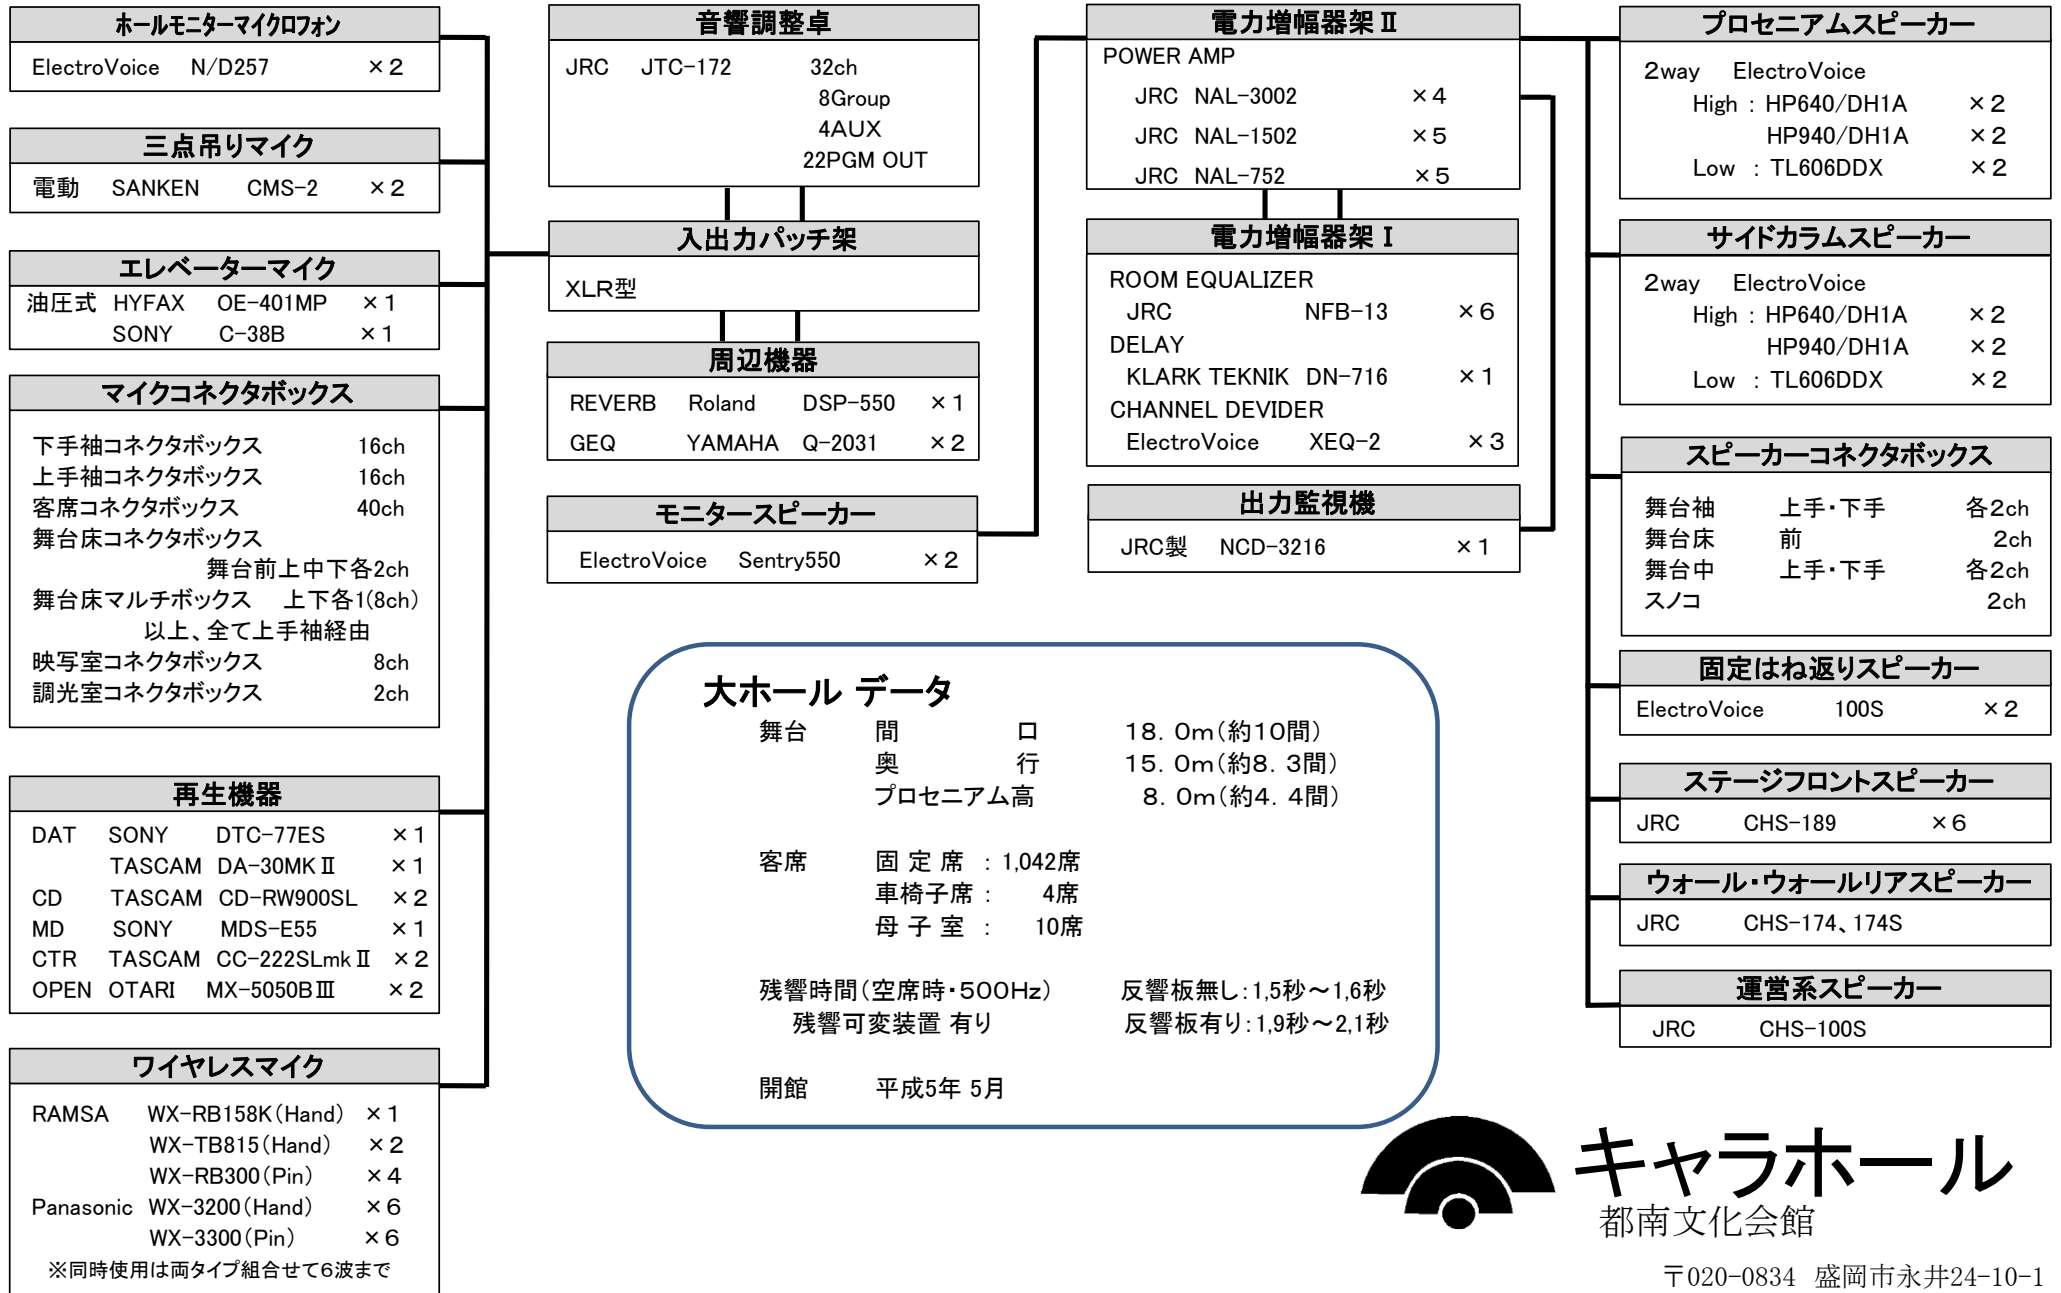 ホールモニターマイクロフォン
ElectroVoice N/D257 ×2
三点吊りマイク
電動 SANKEN CMS-2 ×2
エレベーターマイク
油圧式 HYFAX OE-401MP ×1
SONY C-38B ×1
マイクコネクタボックス
下手袖コネクタボックス 16ch
上手袖コネクタボックス 16ch
客席コネクタボックス 40ch
舞台床コネクタボックス
舞台前上中下各2ch
舞台床マルチボックス 上下各1(8ch)
以上、全て上手袖経由
映写室コネクタボックス 8ch
調光室コネクタボックス 2ch
再生機器
DAT SONY DTC-77ES ×1
TASCAM DA-30MKⅡ ×1
CD TASCAM CD-RW900SL ×2
MD SONY MDS-E55 ×1
CTR TASCAM CC-222SLmkⅡ ×2
OPEN OTARI MX-5050BⅢ ×2
ワイヤレスマイク
RAMSA WX-RB158K(Hand) ×1
WX-TB815(Hand) ×2
WX-RB300(Pin) ×4
Panasonic WX-3200(Hand) ×6
WX-3300(Pin) ×6
※同時使用は両タイプ組合せて6波まで
音響調整卓
JRC JTC-172 32ch
8Group
4AUX
22PGM OUT
入出力パッチ架
XLR型
周辺機器
REVERB Roland DSP-550 ×1
GEQ YAMAHA Q-2031 ×2
モニタースピーカー
ElectroVoice Sentry550 ×2
電力増幅器架Ⅱ
POWER AMP
JRC NAL-3002 ×4
JRC NAL-1502 ×5
JRC NAL-752 ×5
電力増幅器架Ⅰ
ROOM EQUALIZER
JRC NFB-13 ×6
DELAY
KLARK TEKNIK DN-716 ×1
CHANNEL DEVIDER
ElectroVoice XEQ-2 ×3
出力監視機
JRC製 NCD-3216 ×1
プロセニアムスピーカー
2way ElectroVoice
High : HP640/DH1A ×2
HP940/DH1A ×2
Low : TL606DDX ×2
サイドカラムスピーカー
2way ElectroVoice
High : HP640/DH1A ×2
HP940/DH1A ×2
Low : TL606DDX ×2
スピーカーコネクタボックス
舞台袖 上手・下手 各2ch
舞台床 前 2ch
舞台中 上手・下手 各2ch
スノコ 2ch
固定はね返りスピーカー
ElectroVoice 100S ×2
ステージフロントスピーカー
JRC CHS-189 ×6
ウォール・ウォールリアスピーカー
JRC CHS-174、174S
運営系スピーカー
JRC CHS-100S
大ホール データ
舞台 間口 18.0m(約10間)
奥行 15.0m(約8.3間)
プロセニアム高 8.0m(約4.4間)
客席 固定席 : 1,042席
車椅子席 : 4席
母子室 : 10席
残響時間(空席時・500Hz) 反響板無し:1,5秒～1,6秒
残響可変装置 有り 反響板有り:1,9秒～2,1秒
開館 平成5年 5月
キャラホール
都南文化会館
〒020-0834 盛岡市永井24-10-1